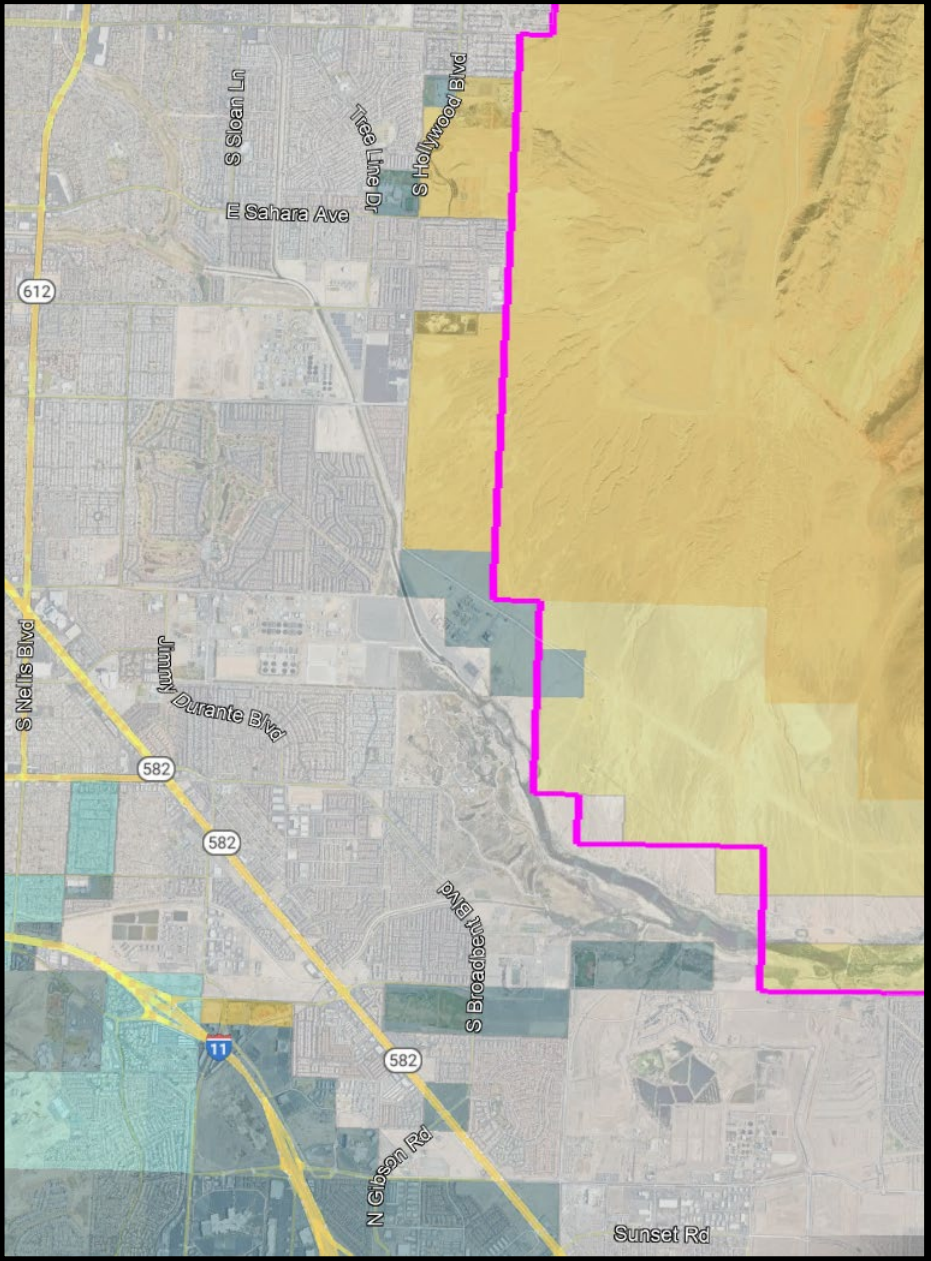 S Sloan Ln
Tree Line Dr
S Hollywood Blvd
E Sahara Ave
612
S Nellis Blvd
Jimmy Durante Blvd
582
582
S Broadbent Blvd
11
582
N Gibson Rd
Sunset Rd